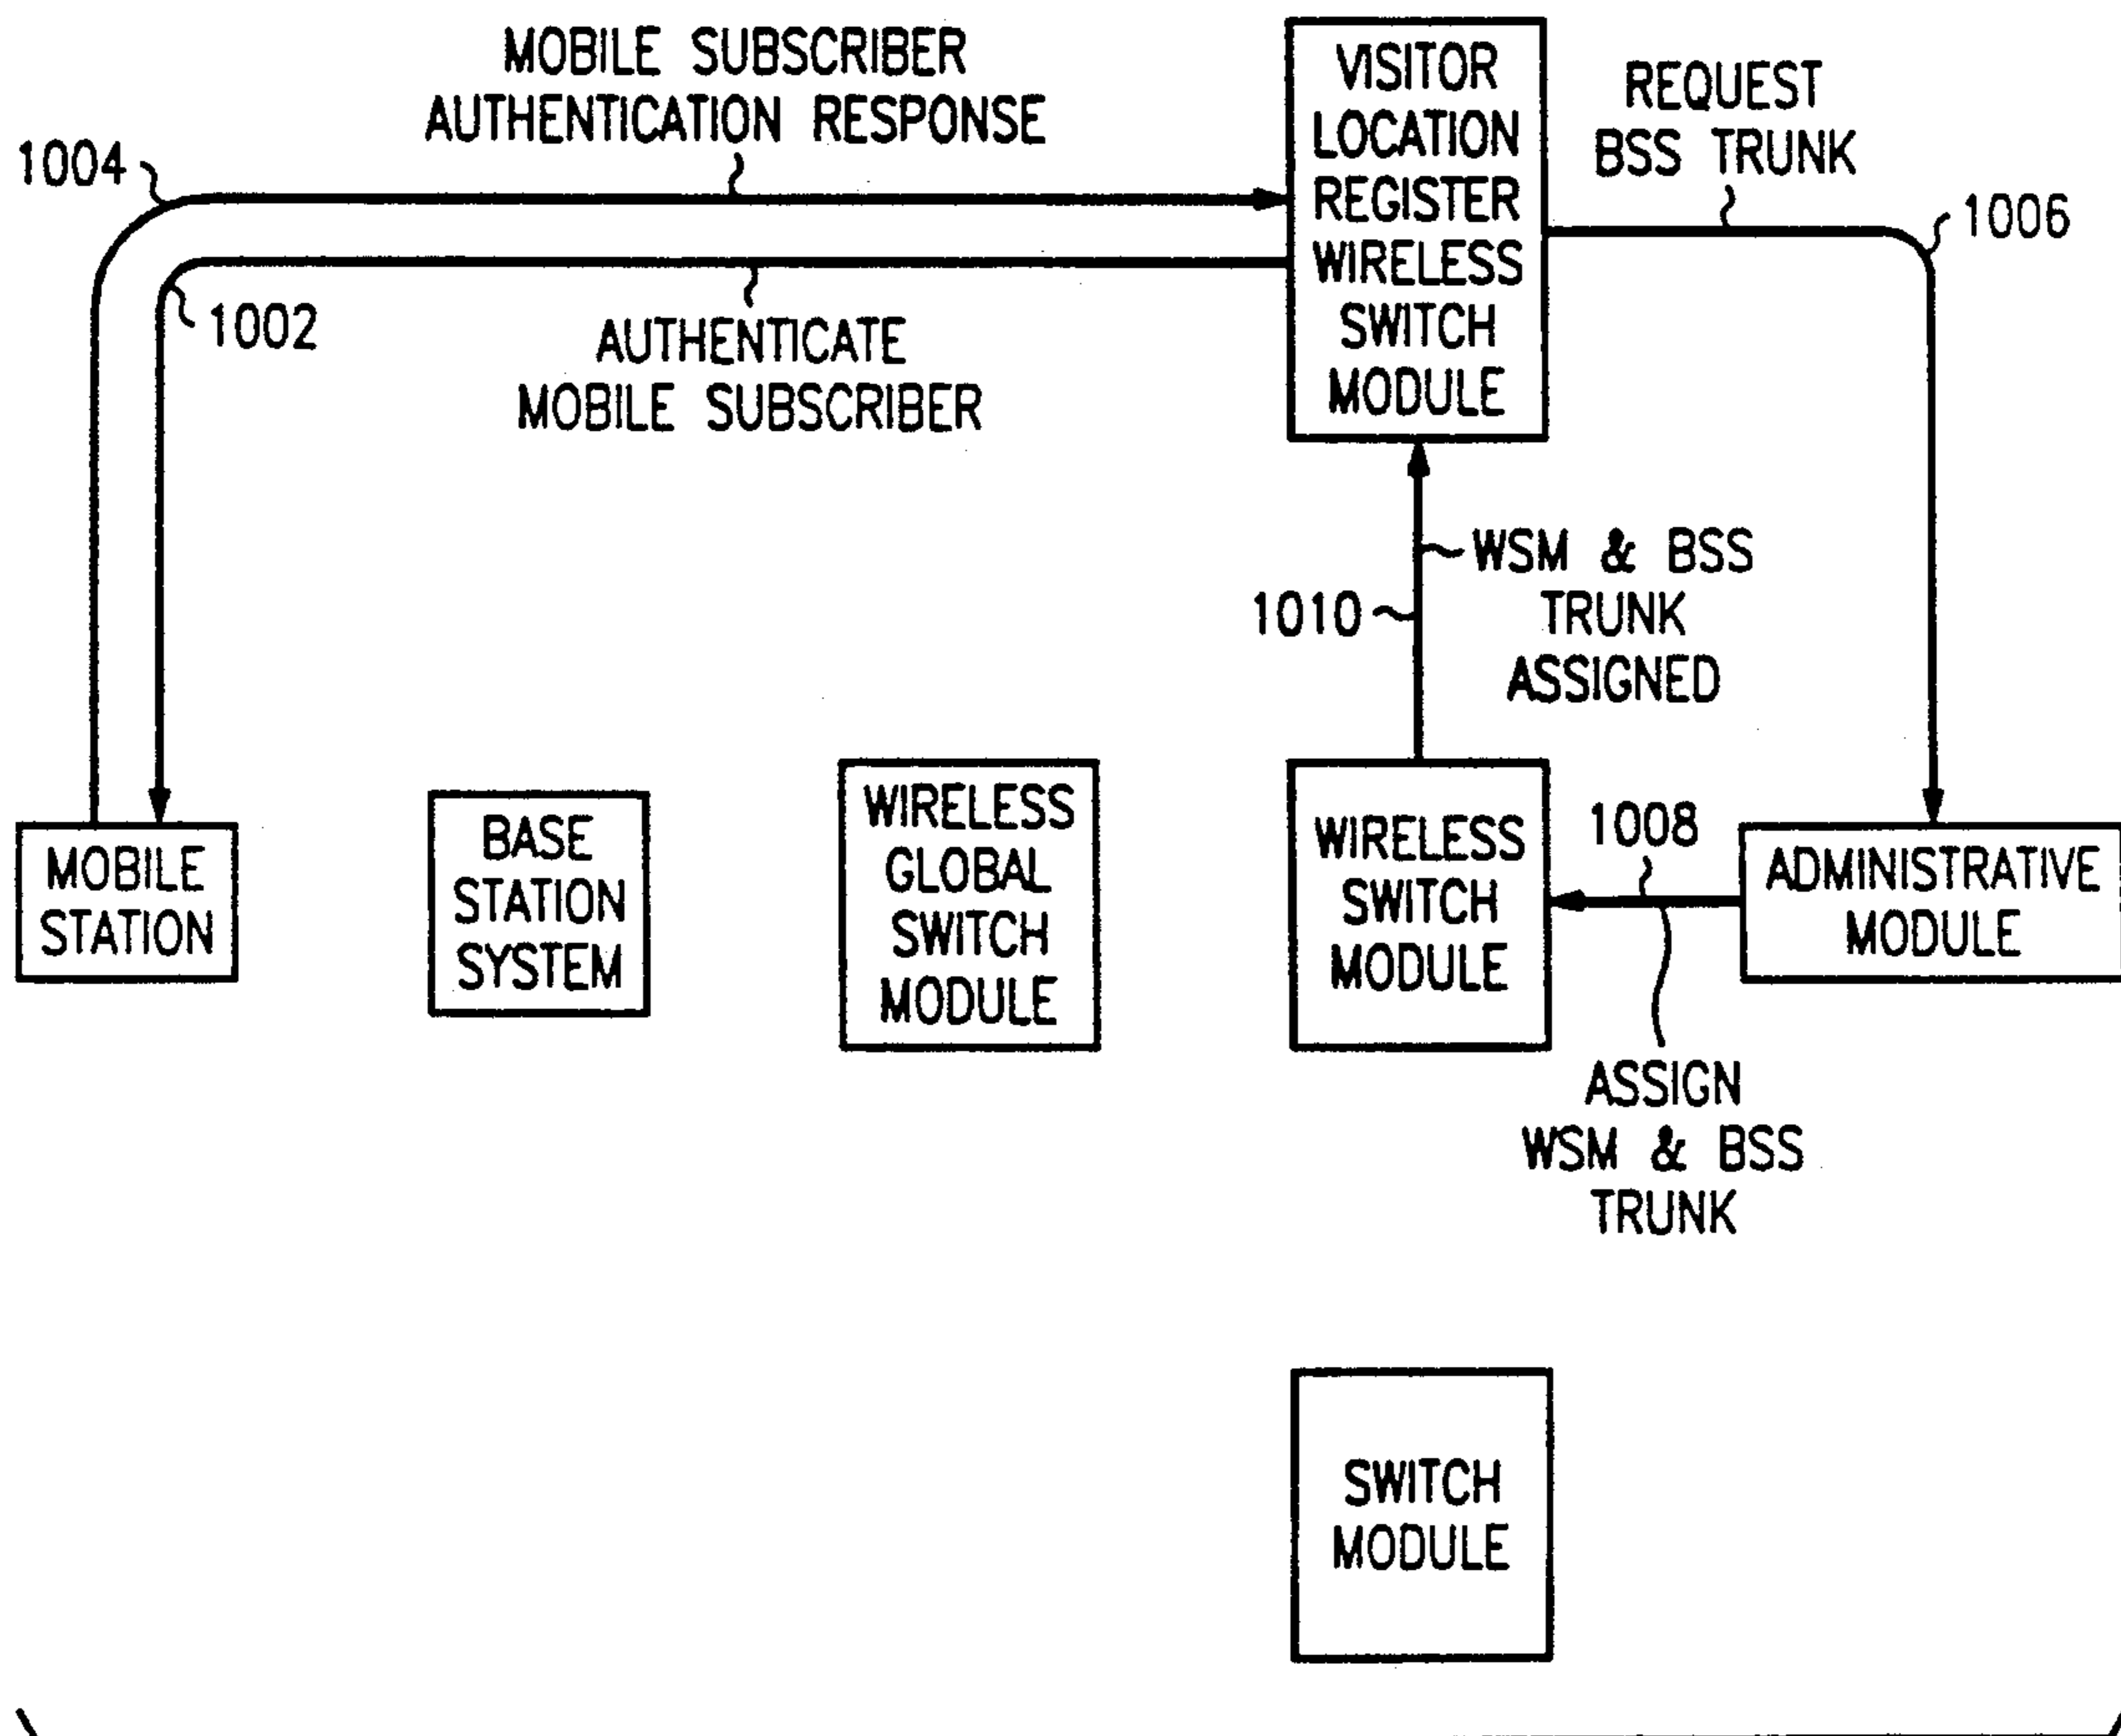 MOBILE SUBSCRIBER
AUTHENTICATION RESPONSE
1004
1002
AUTHENTICATE
MOBILE SUBSCRIBER
VISITOR
LOCATION
REGISTER
WIRELESS
SWITCH
MODULE
REQUEST
BSS TRUNK
1006
WSM & BSS
TRUNK
ASSIGNED
1010
MOBILE
STATION
BASE
STATION
SYSTEM
WIRELESS
GLOBAL
SWITCH
MODULE
WIRELESS
SWITCH
MODULE
1008
ADMINISTRATIVE
MODULE
ASSIGN
WSM & BSS
TRUNK
SWITCH
MODULE